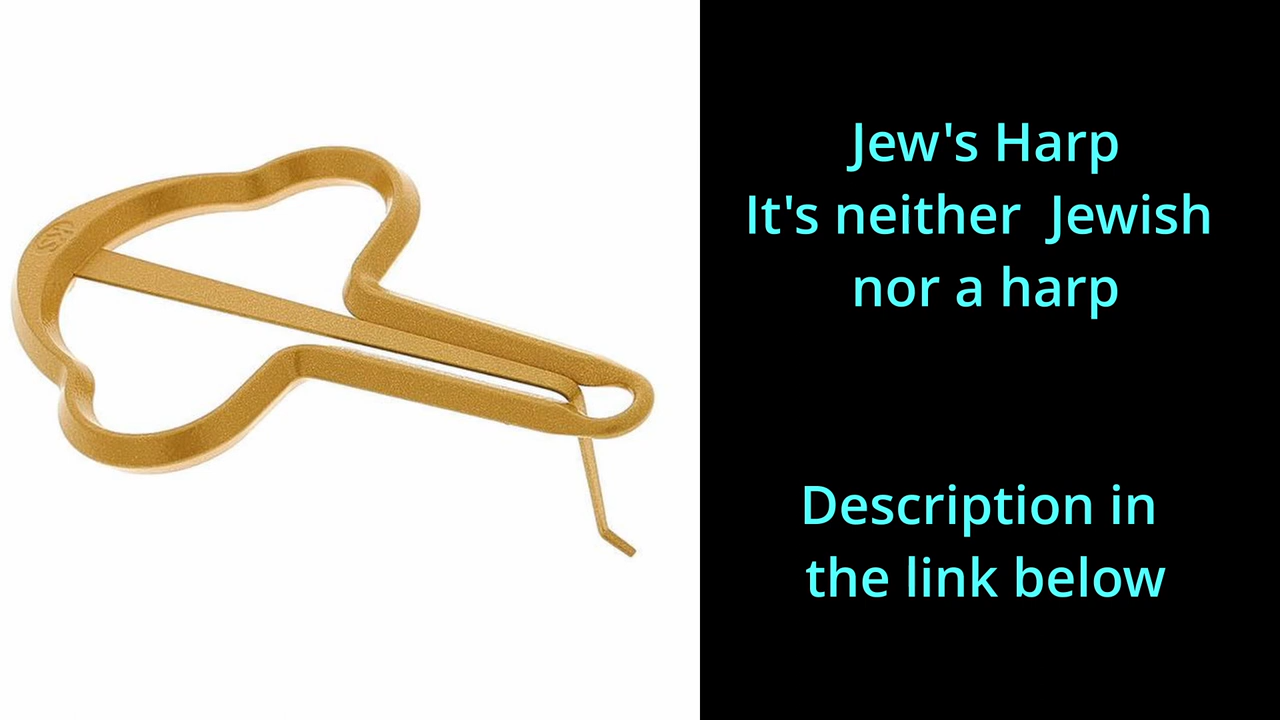 Jew's Harp
It's neither  Jewish
nor a harp
Description in
the link below